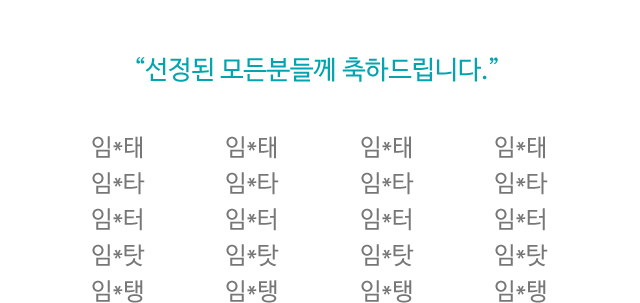 “선정된 모든분들께 축하드립니다.”
임*태 임*태 임*태 임*태
임*타 임*타 임*타 임*타
임*터 임*터 임*터 임*터
임*탓 임*탓 임*탓 임*탓
임*탱 임*탱 임*탱 임*탱